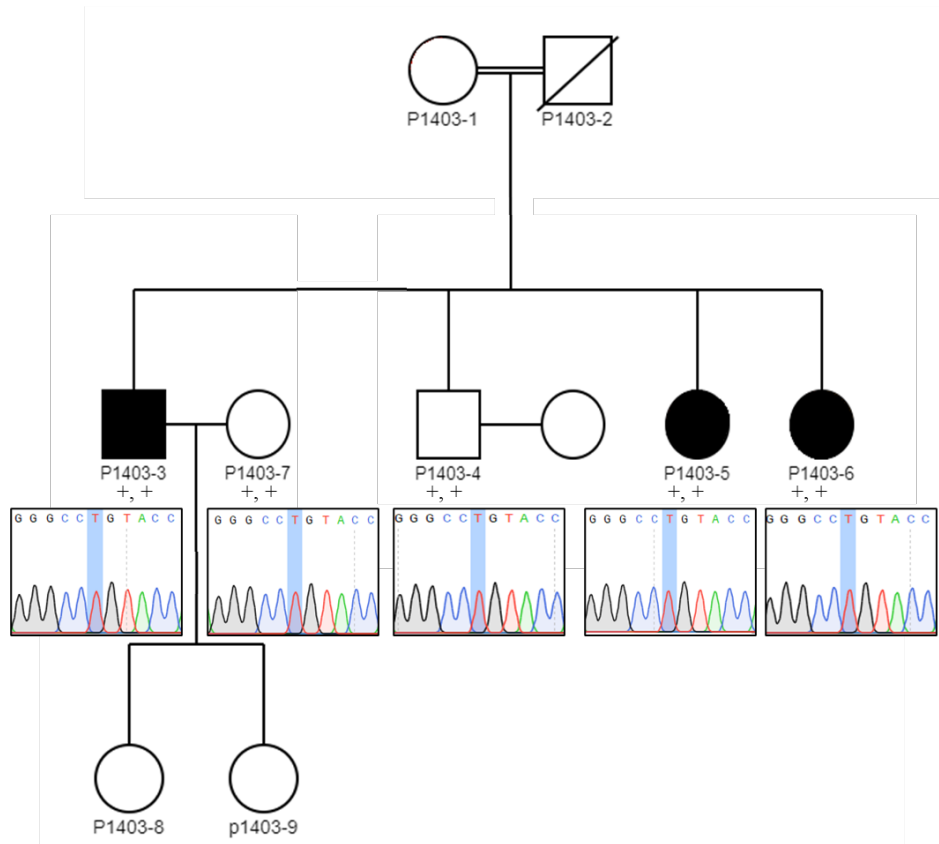 P1403-1 P1403-2
P1403-3 P1403-7 P1403-4 P1403-5 P1403-6
+, + +, + +, + +, + +, +
G G G C C T G T A C C G G G C C T G T A C C G G G C C T G T A C C G G G C C T G T A C C G G G C C T G T A C C
P1403-8 p1403-9